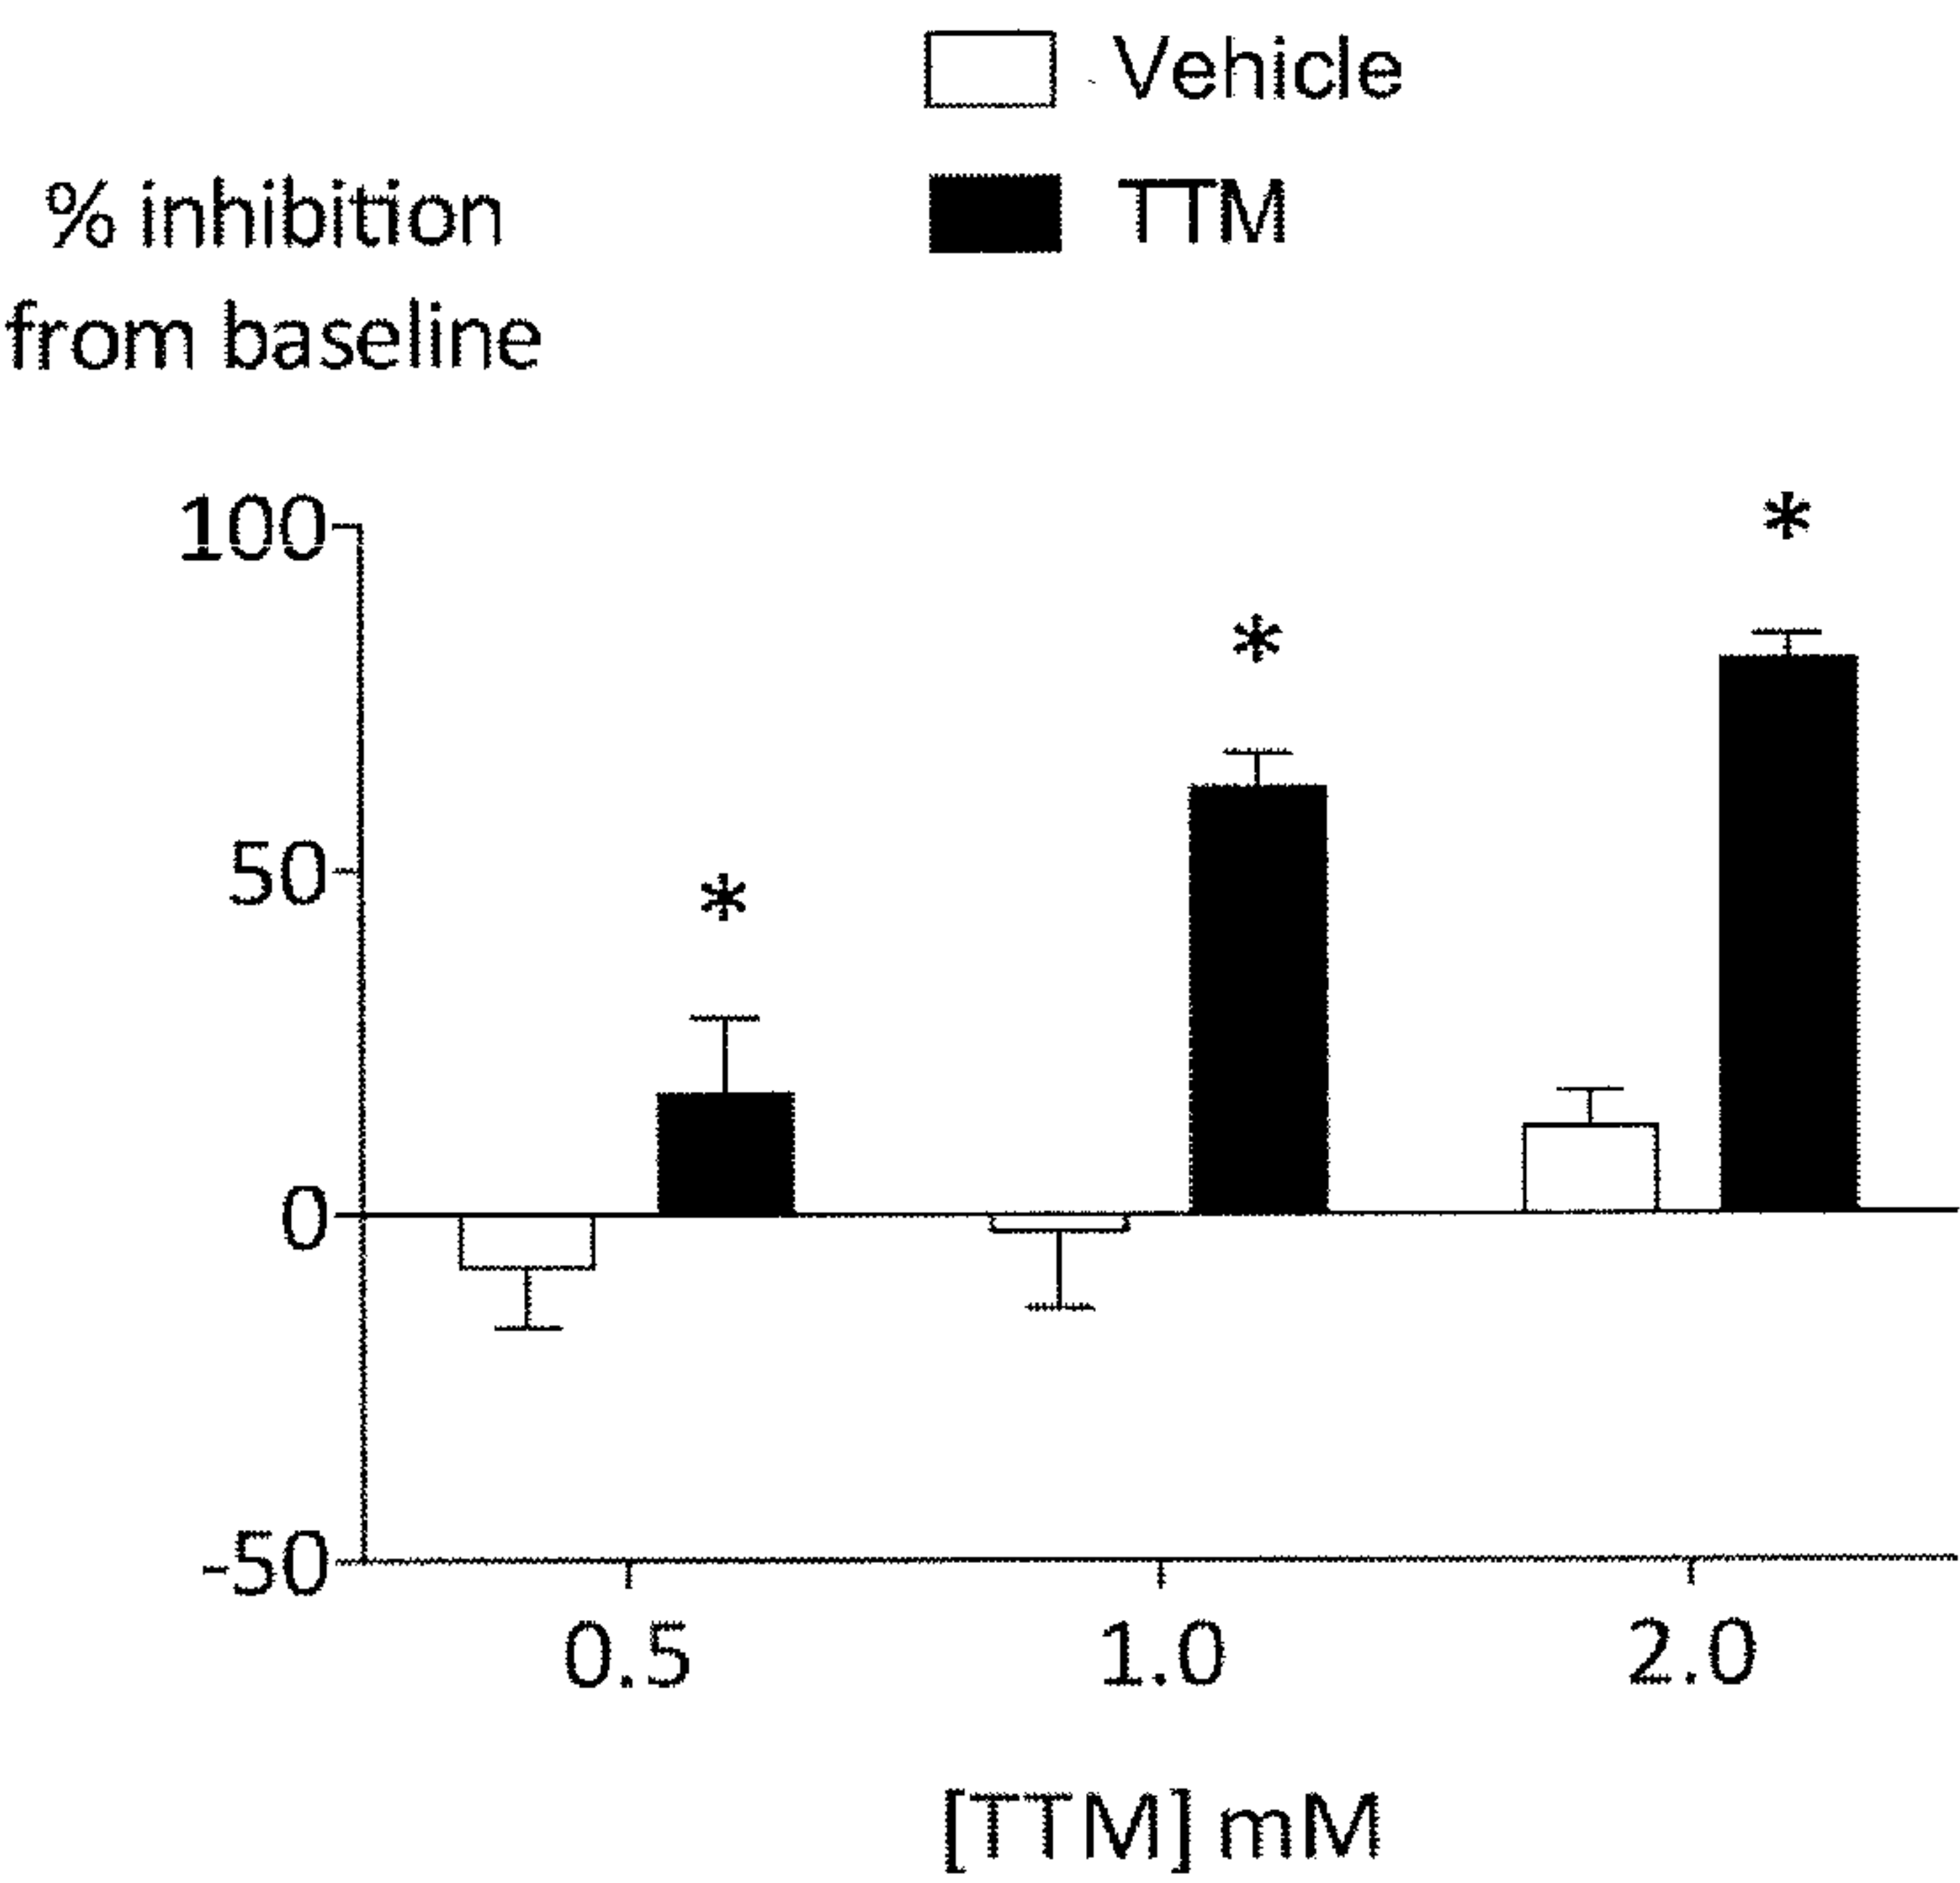 Vehicle
TTM
% inhibition
from baseline
100
*
*
50
*
0
-50
0.5 1.0 2.0
[TTM] mM